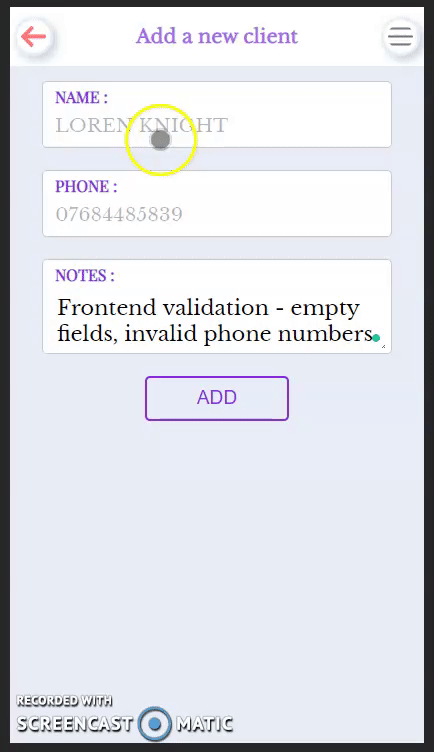 Add a new client
NAME :
LOREN KNIGHT
PHONE :
07684485839
NOTES :
Frontend validation - empty
fields, invalid phone numbers
ADD
RECORDED WITH
SCREENCAST MATIC